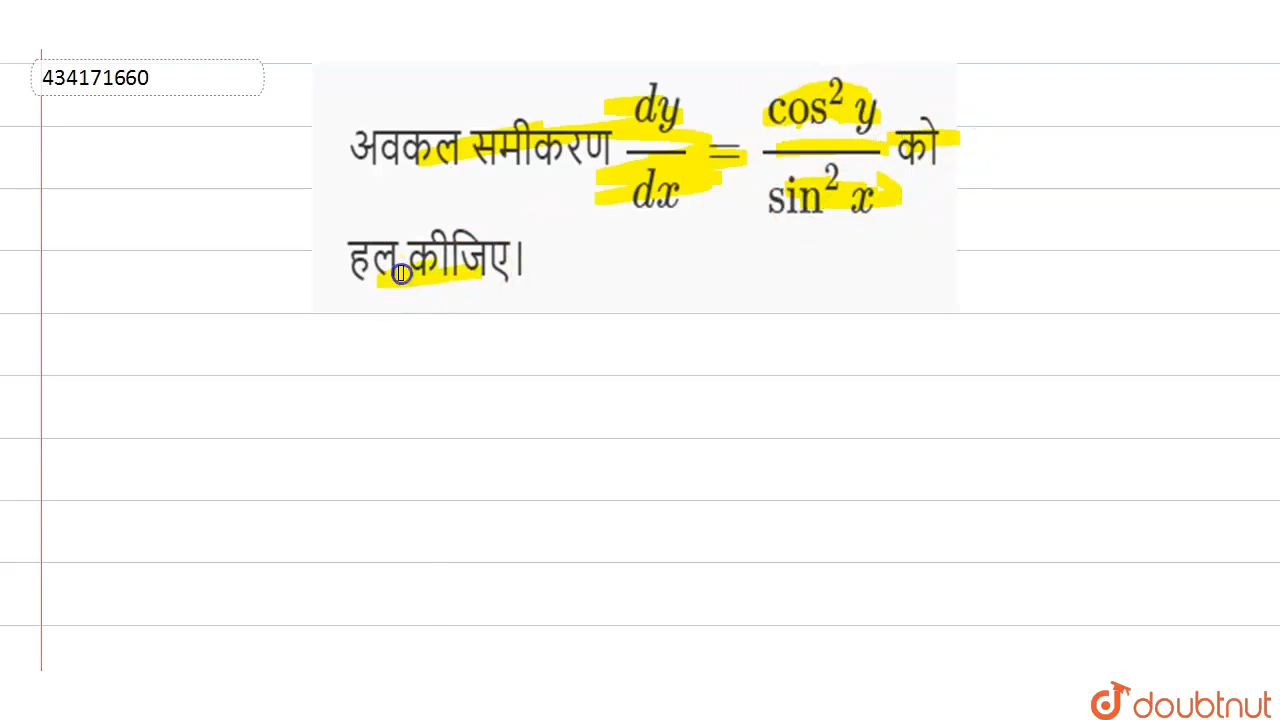 434171660
अवकल समीकरण dy/dx = cos² y/sin² x को
हल कीजिए।
doubtnut